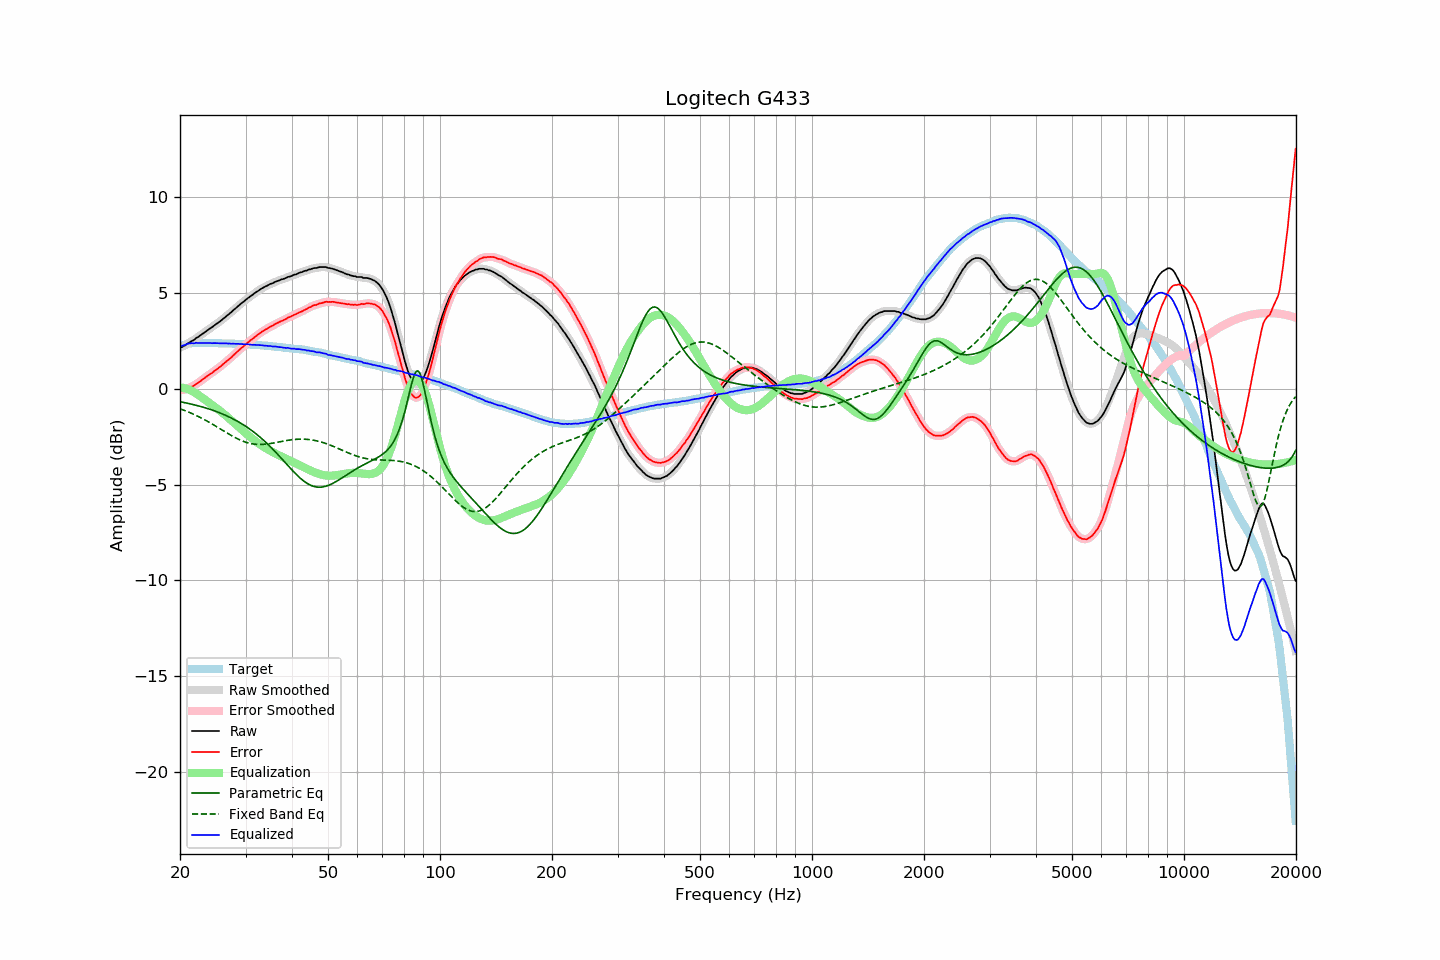 Logitech G433
Amplitude (dBr)
10
5
0
−5
−10
−15
−20
Target
Raw Smoothed
Error Smoothed
Raw
Error
Equalization
Parametric Eq
Fixed Band Eq
Equalized
20 50 100 200 500 1000 2000 5000 10000 20000
Frequency (Hz)